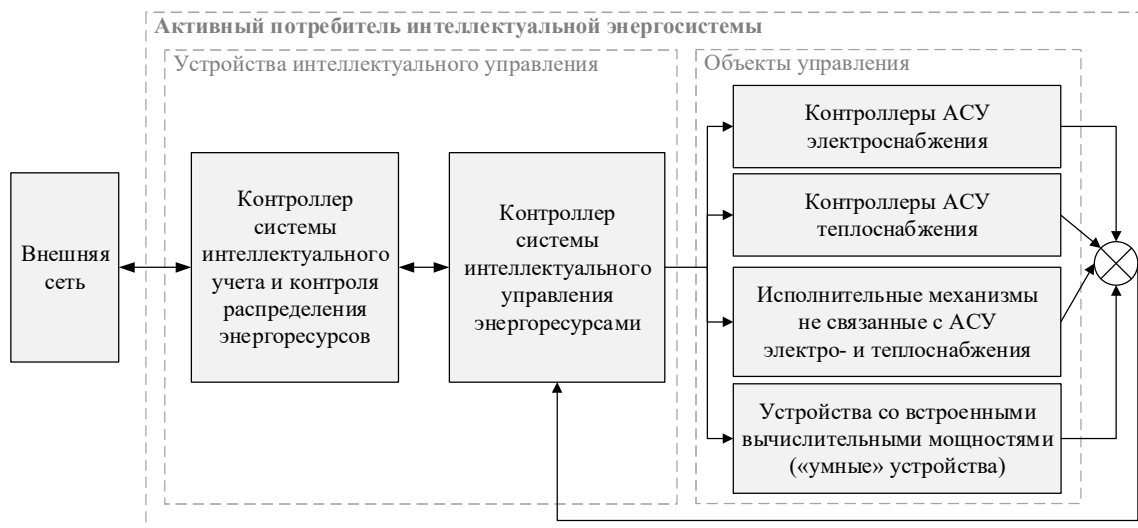 Активный потребитель интеллектуальной энергосистемы
Устройства интеллектуального управления
Объекты управления
Внешняя
сеть
Контроллер
системы
интеллектуального
учета и контроля
распределения
энергоресурсов
Контроллер
системы
интеллектуального
управления
энергоресурсами
Контроллеры АСУ
электроснабжения
Контроллеры АСУ
теплоснабжения
Исполнительные механизмы
не связанные с АСУ
электро- и теплоснабжения
Устройства со встроенными
вычислительными мощностями
(«умные» устройства)